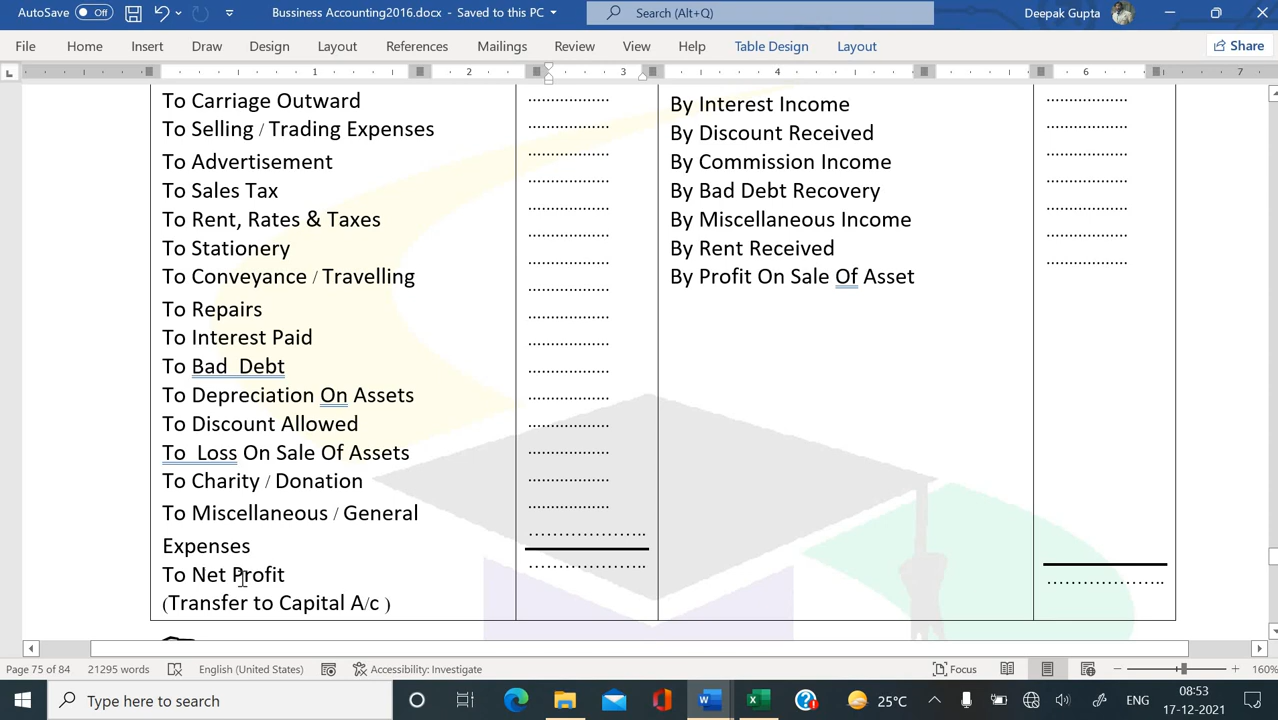 AutoSave Off Bussiness Accounting2016.docx - Saved to this PC Search (Alt+Q) Deepak Gupta
File Home Insert Draw Design Layout References Mailings Review View Help Table Design Layout Share
1 2 3 4 6 7
To Carriage Outward ..................
To Selling / Trading Expenses ..................
To Advertisement ..................
To Sales Tax ..................
To Rent, Rates & Taxes ..................
To Stationery ..................
To Conveyance / Travelling ..................
To Repairs ..................
To Interest Paid ..................
To Bad  Debt ..................
To Depreciation On Assets ..................
To Discount Allowed ..................
To  Loss On Sale Of Assets ..................
To Charity / Donation ..................
To Miscellaneous / General ..................
Expenses ....................
To Net Profit ....................
(Transfer to Capital A/c )
By Interest Income ..................
By Discount Received ..................
By Commission Income ..................
By Bad Debt Recovery ..................
By Miscellaneous Income ..................
By Rent Received ..................
By Profit On Sale Of Asset ..................
....................
Page 75 of 84 21295 words English (United States) Accessibility: Investigate Focus 160%
Type here to search 25°C ENG 08:53
17-12-2021